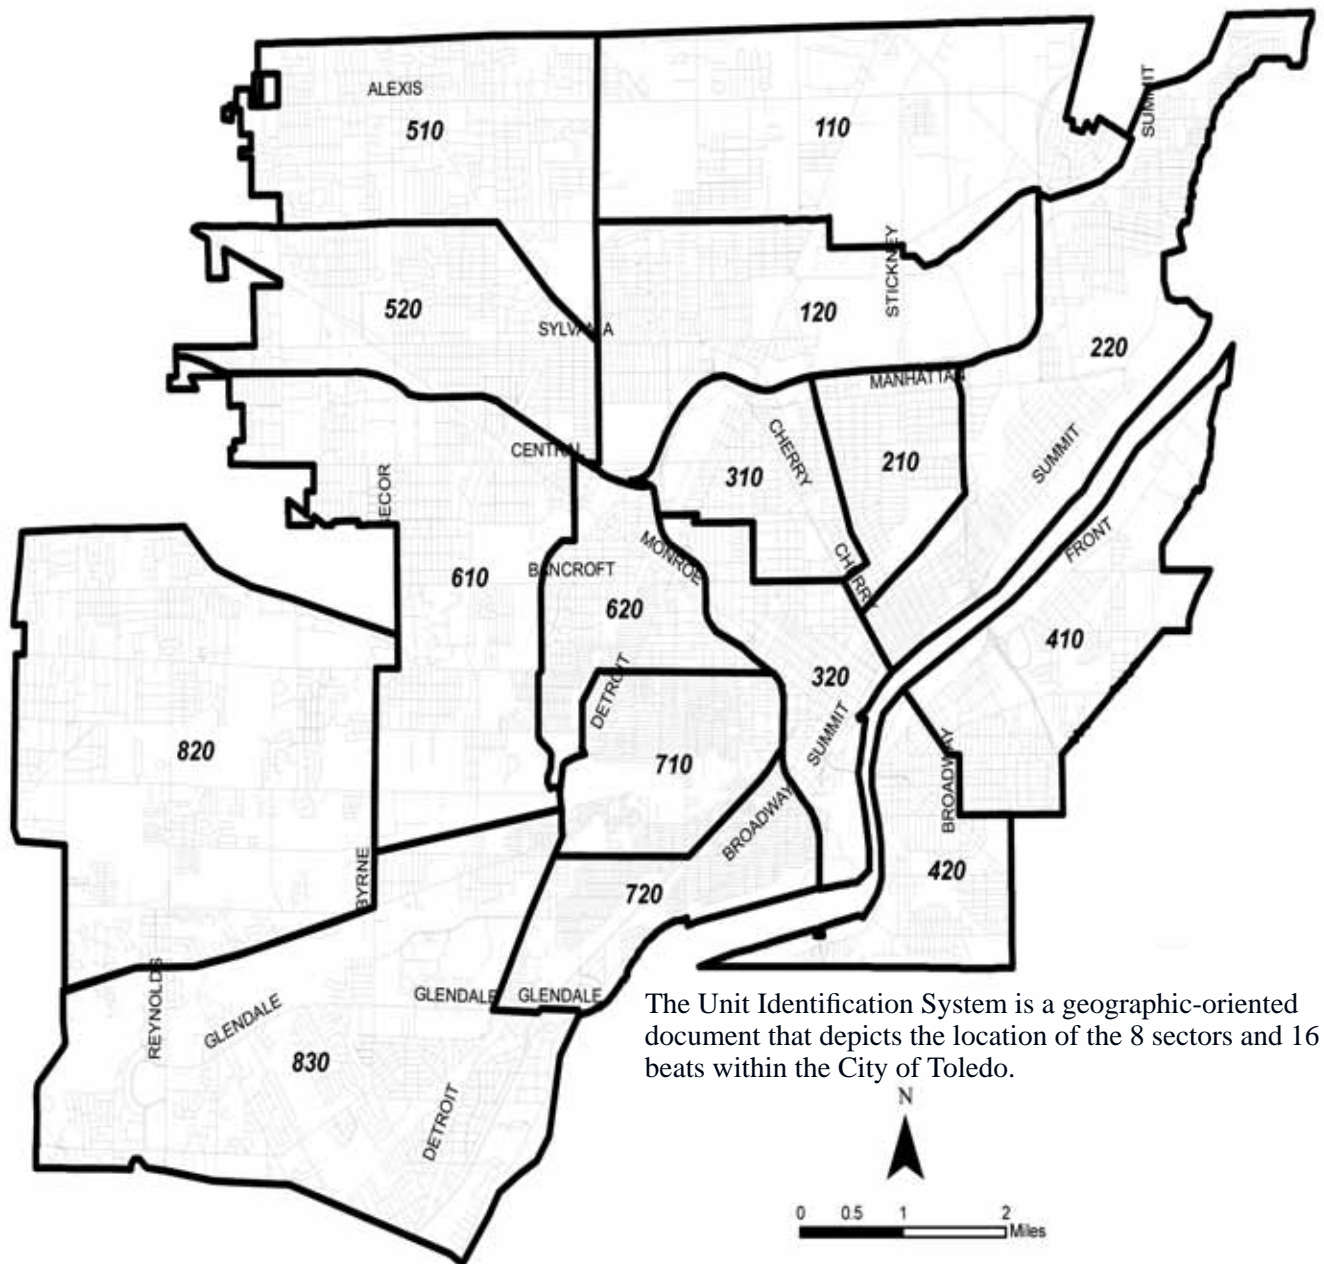 ALEXIS
510
110
SUMMIT
STICKNEY
520
SYLVANIA
120
220
MANHATTAN
CHERRY
SUMMIT
CENTRAL
310
210
SECOR
FRONT
MONROE
CHERRY
BANCROFT
610
620
410
DETROIT
320
SUMMIT
820
710
BROADWAY
BROADWAY
BYRNE
420
720
REYNOLDS
GLENDALE
GLENDALE
GLENDALE
830
DETROIT
The Unit Identification System is a geographic-oriented
document that depicts the location of the 8 sectors and 16
beats within the City of Toledo.
N
0 0.5 1 2
Miles